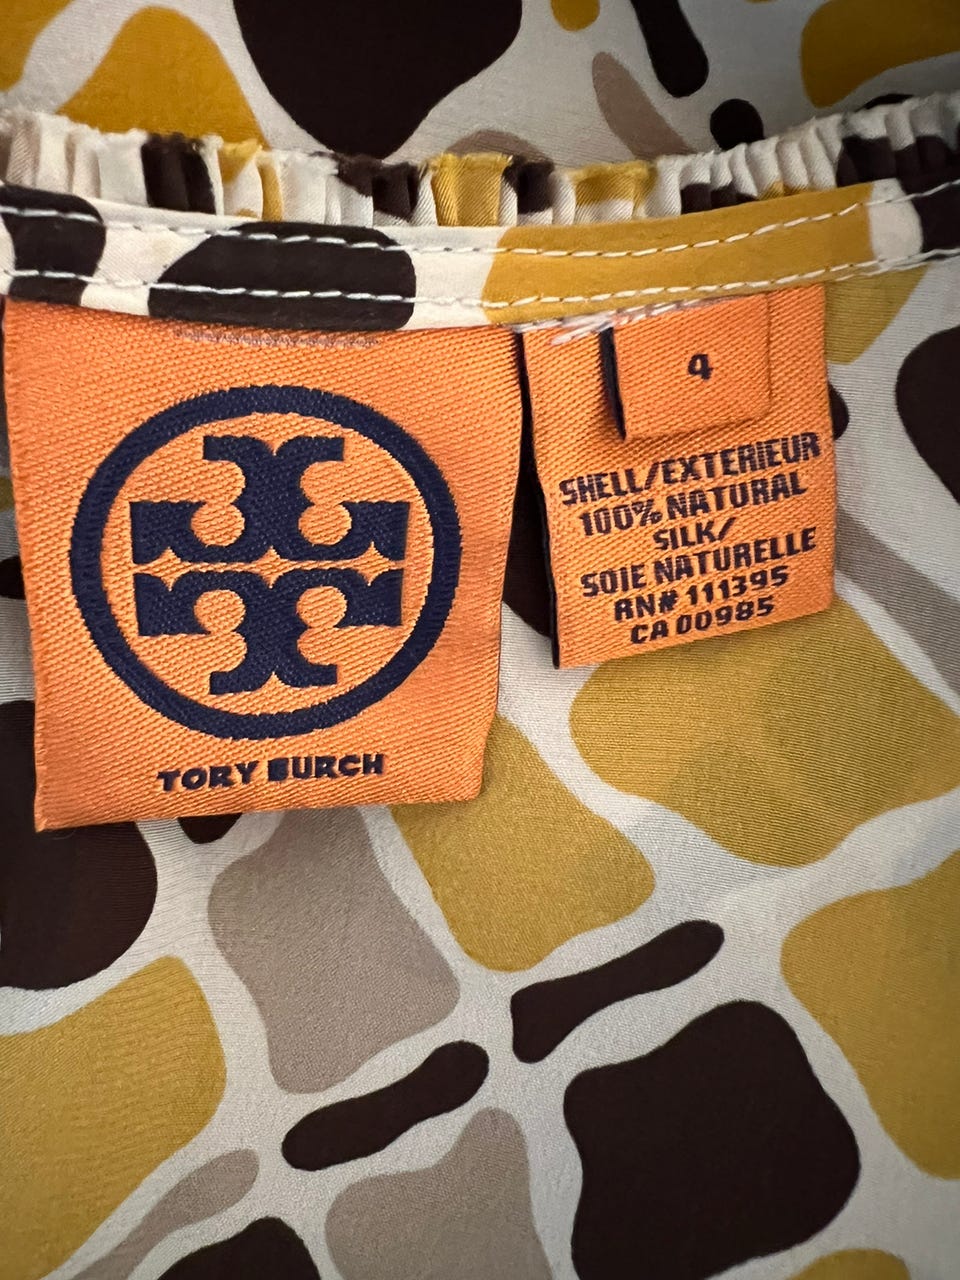 TORY BURCH
4
SHELL/EXTERIEUR
100% NATURAL
SILK/
SOIE NATURELLE
RN# 111395
CA 00985